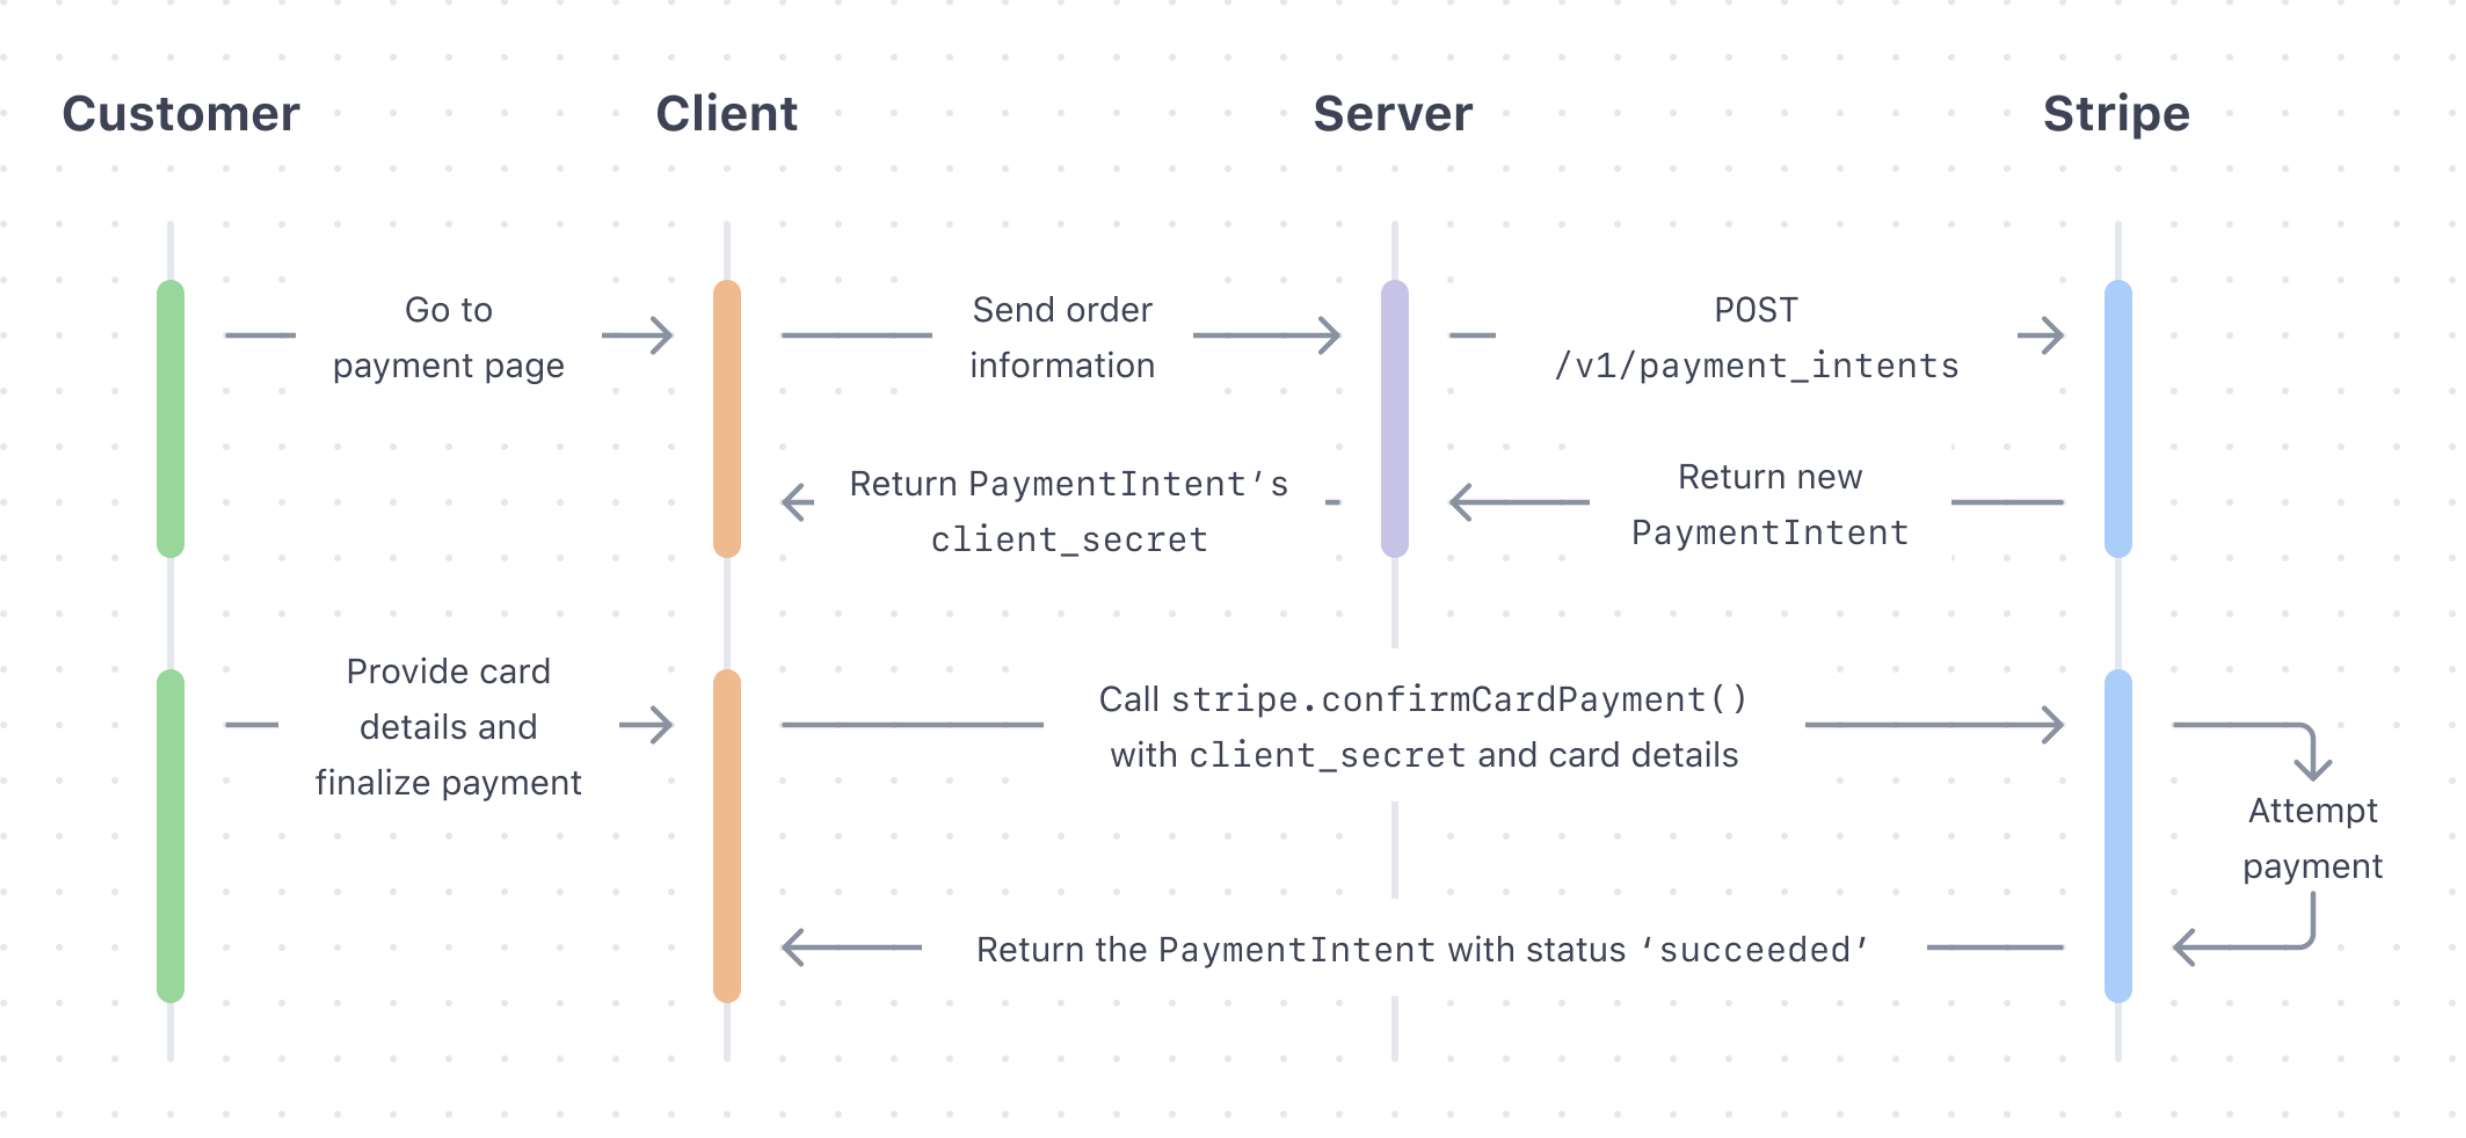 Customer
Client
Server
Stripe
Go to
payment page
Send order
information
POST
/v1/payment_intents
Return new
PaymentIntent
Return PaymentIntent’s
client_secret
Provide card
details and
finalize payment
Call stripe.confirmCardPayment()
with client_secret and card details
Attempt
payment
Return the PaymentIntent with status ‘succeeded’